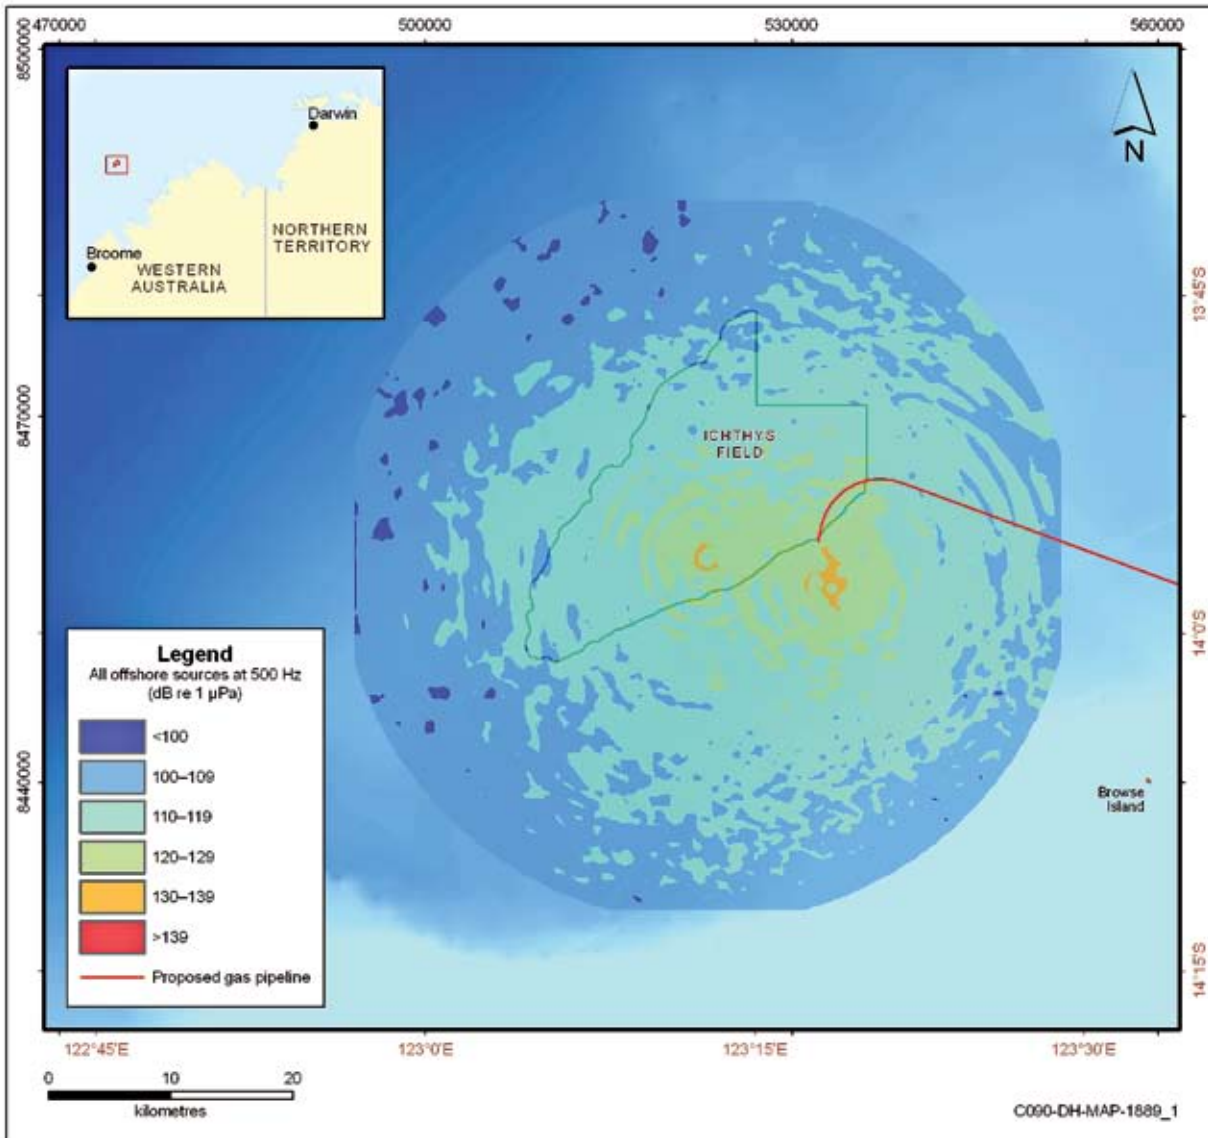 470000
500000
530000
560000
8500000
8470000
8440000
Darwin
Broome
WESTERN
AUSTRALIA
NORTHERN
TERRITORY
N
13°45'S
14°0'S
14°15'S
ICHTHYS
FIELD
Browse
Island
Legend
All offshore sources at 500 Hz
(dB re 1 µPa)
<100
100–109
110–119
120–129
130–139
>139
Proposed gas pipeline
122°45'E
123°0'E
123°15'E
123°30'E
0 10 20
kilometres
C090-DH-MAP-1889_1